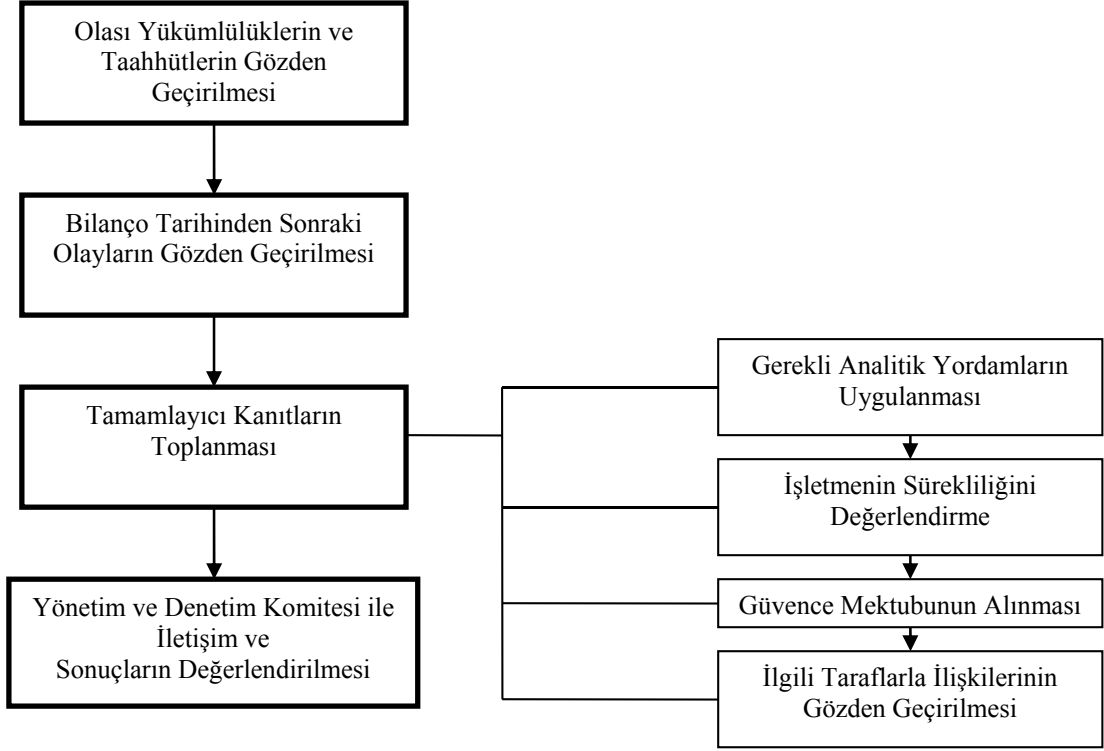 Olası Yükümlülüklerin ve
Taahhütlerin Gözden
Geçirilmesi
Bilanço Tarihinden Sonraki
Olayların Gözden Geçirilmesi
Tamamlayıcı Kanıtların
Toplanması
Yönetim ve Denetim Komitesi ile
İletişim ve
Sonuçların Değerlendirilmesi
Gerekli Analitik Yordamların
Uygulanması
İşletmenin Sürekliliğini
Değerlendirme
Güvence Mektubunun Alınması
İlgili Taraflarla İlişkilerinin
Gözden Geçirilmesi